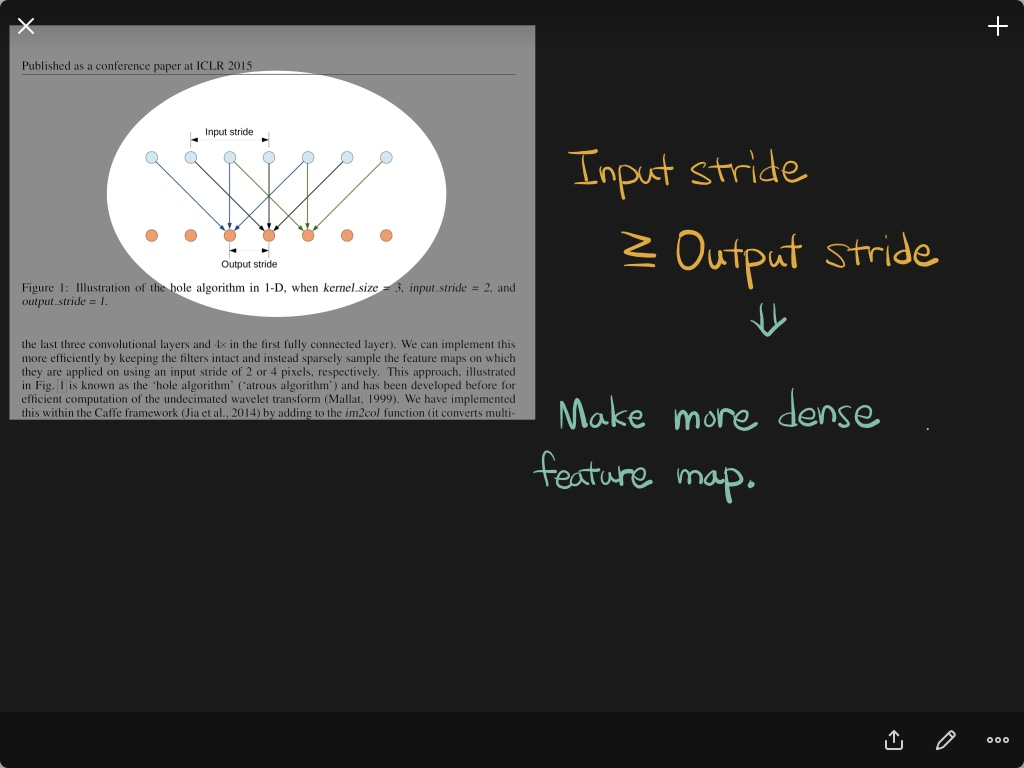 Published as a conference paper at ICLR 2015
Input stride
Output stride
Figure 1: Illustration of the hole algorithm in 1-D, when kernel_size = 3, input_stride = 2, and
output_stride = 1.
the last three convolutional layers and 4× in the first fully connected layer). We can implement this
more efficiently by keeping the filters intact and instead sparsely sample the feature maps on which
they are applied on using an input stride of 2 or 4 pixels, respectively. This approach, illustrated
in Fig. 1 is known as the ‘hole algorithm’ (‘atrous algorithm’) and has been developed before for
efficient computation of the undecimated wavelet transform (Mallat, 1999). We have implemented
this within the Caffe framework (Jia et al., 2014) by adding to the im2col function (it converts multi-
Input stride
≧ Output stride
⇓
Make more dense
feature map.